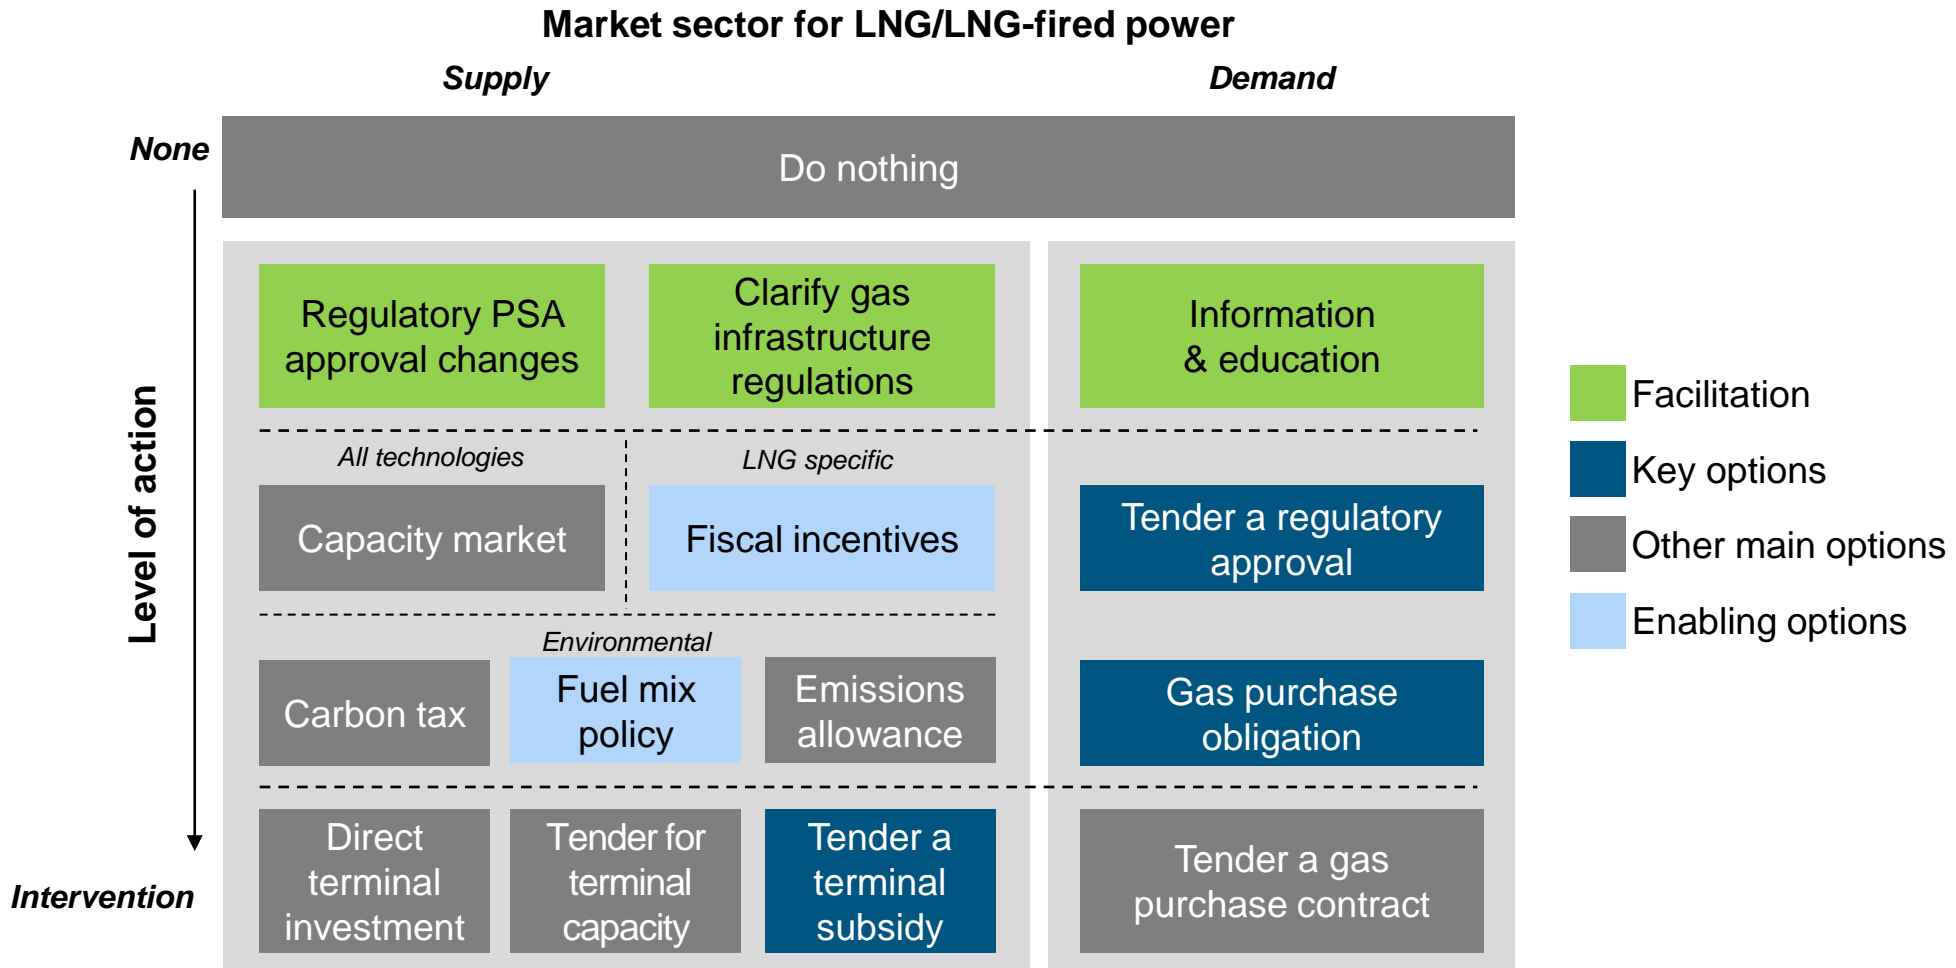 Market sector for LNG/LNG-fired power
Supply
Demand
None
Do nothing
Regulatory PSA
approval changes
Clarify gas
infrastructure
regulations
Information
& education
Level of action
All technologies
LNG specific
Capacity market
Fiscal incentives
Tender a regulatory
approval
Environmental
Carbon tax
Fuel mix
policy
Emissions
allowance
Gas purchase
obligation
Intervention
Direct
terminal
investment
Tender for
terminal
capacity
Tender a
terminal
subsidy
Tender a gas
purchase contract
Facilitation
Key options
Other main options
Enabling options